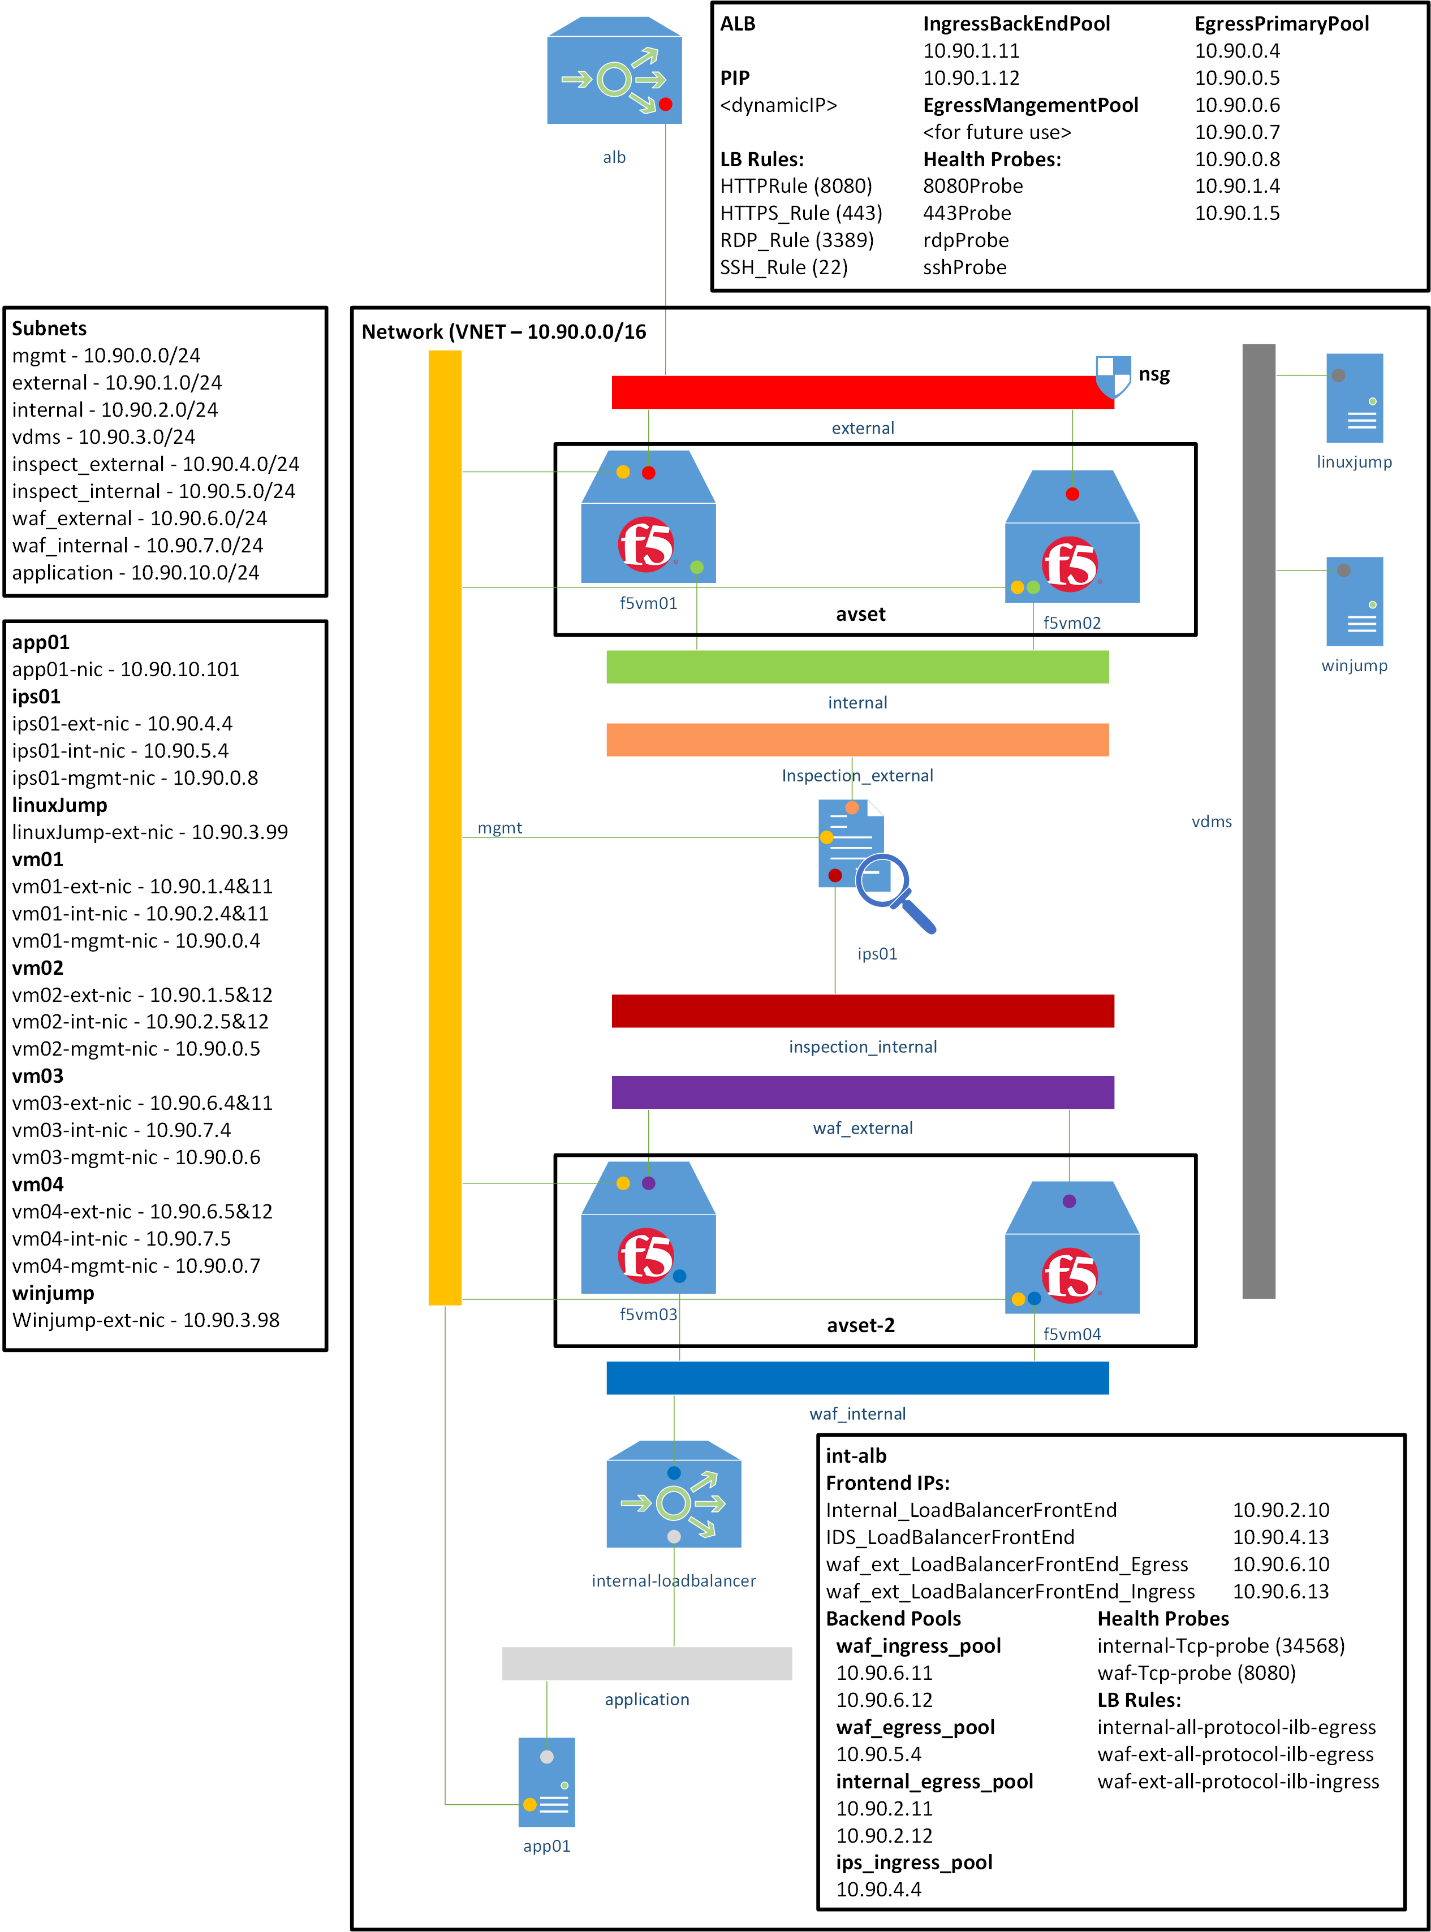 ALB
PIP
<dynamicIP>
LB Rules:
HTTPRule (8080)
HTTPS_Rule (443)
RDP_Rule (3389)
SSH_Rule (22)
IngressBackEndPool
10.90.1.11
10.90.1.12
EgressMangementPool
<for future use>
Health Probes:
8080Probe
443Probe
rdpProbe
sshProbe
EgressPrimaryPool
10.90.0.4
10.90.0.5
10.90.0.6
10.90.0.7
10.90.0.8
10.90.1.4
10.90.1.5
alb
Subnets
mgmt - 10.90.0.0/24
external - 10.90.1.0/24
internal - 10.90.2.0/24
vdms - 10.90.3.0/24
inspect_external - 10.90.4.0/24
inspect_internal - 10.90.5.0/24
waf_external - 10.90.6.0/24
waf_internal - 10.90.7.0/24
application - 10.90.10.0/24
app01
app01-nic - 10.90.10.101
ips01
ips01-ext-nic - 10.90.4.4
ips01-int-nic - 10.90.5.4
ips01-mgmt-nic - 10.90.0.8
linuxJump
linuxJump-ext-nic - 10.90.3.99
vm01
vm01-ext-nic - 10.90.1.4&11
vm01-int-nic - 10.90.2.4&11
vm01-mgmt-nic - 10.90.0.4
vm02
vm02-ext-nic - 10.90.1.5&12
vm02-int-nic - 10.90.2.5&12
vm02-mgmt-nic - 10.90.0.5
vm03
vm03-ext-nic - 10.90.6.4&11
vm03-int-nic - 10.90.7.4
vm03-mgmt-nic - 10.90.0.6
vm04
vm04-ext-nic - 10.90.6.5&12
vm04-int-nic - 10.90.7.5
vm04-mgmt-nic - 10.90.0.7
winjump
Winjump-ext-nic - 10.90.3.98
Network (VNET – 10.90.0.0/16
nsg
external
linuxjump
f5
f5
f5vm01
avset
f5vm02
winjump
internal
Inspection_external
mgmt
vdms
ips01
inspection_internal
waf_external
f5
f5
f5vm03
avset-2
f5vm04
waf_internal
internal-loadbalancer
application
app01
int-alb
Frontend IPs:
Internal_LoadBalancerFrontEnd 10.90.2.10
IDS_LoadBalancerFrontEnd 10.90.4.13
waf_ext_LoadBalancerFrontEnd_Egress 10.90.6.10
waf_ext_LoadBalancerFrontEnd_Ingress 10.90.6.13
Backend Pools
waf_ingress_pool
10.90.6.11
10.90.6.12
waf_egress_pool
10.90.5.4
internal_egress_pool
10.90.2.11
10.90.2.12
ips_ingress_pool
10.90.4.4
Health Probes
internal-Tcp-probe (34568)
waf-Tcp-probe (8080)
LB Rules:
internal-all-protocol-ilb-egress
waf-ext-all-protocol-ilb-egress
waf-ext-all-protocol-ilb-ingress